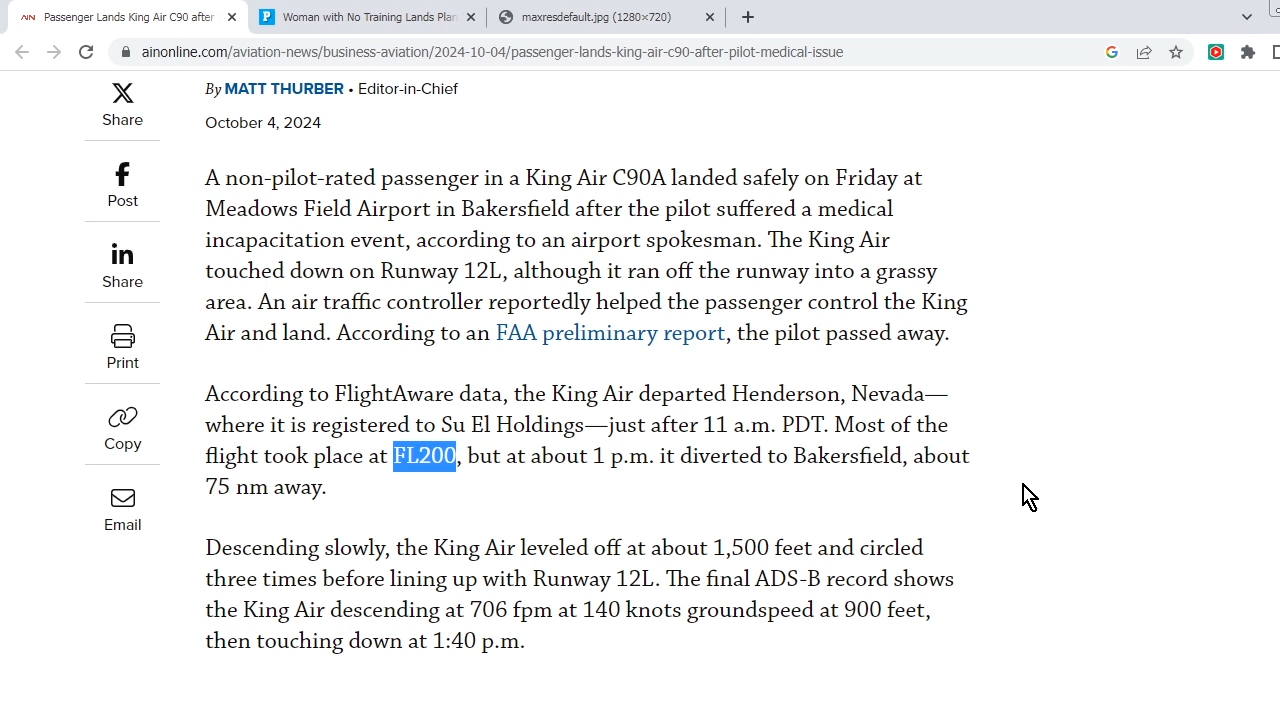 AIN Passenger Lands King Air C90 after
Woman with No Training Lands Plan
maxresdefault.jpg (1280×720)
ainonline.com/aviation-news/business-aviation/2024-10-04/passenger-lands-king-air-c90-after-pilot-medical-issue
By MATT THURBER • Editor-in-Chief
October 4, 2024
Share
Post
in
Share
Print
Copy
Email
A non-pilot-rated passenger in a King Air C90A landed safely on Friday at
Meadows Field Airport in Bakersfield after the pilot suffered a medical
incapacitation event, according to an airport spokesman. The King Air
touched down on Runway 12L, although it ran off the runway into a grassy
area. An air traffic controller reportedly helped the passenger control the King
Air and land. According to an FAA preliminary report, the pilot passed away.
According to FlightAware data, the King Air departed Henderson, Nevada—
where it is registered to Su El Holdings—just after 11 a.m. PDT. Most of the
flight took place at FL200, but at about 1 p.m. it diverted to Bakersfield, about
75 nm away.
Descending slowly, the King Air leveled off at about 1,500 feet and circled
three times before lining up with Runway 12L. The final ADS-B record shows
the King Air descending at 706 fpm at 140 knots groundspeed at 900 feet,
then touching down at 1:40 p.m.